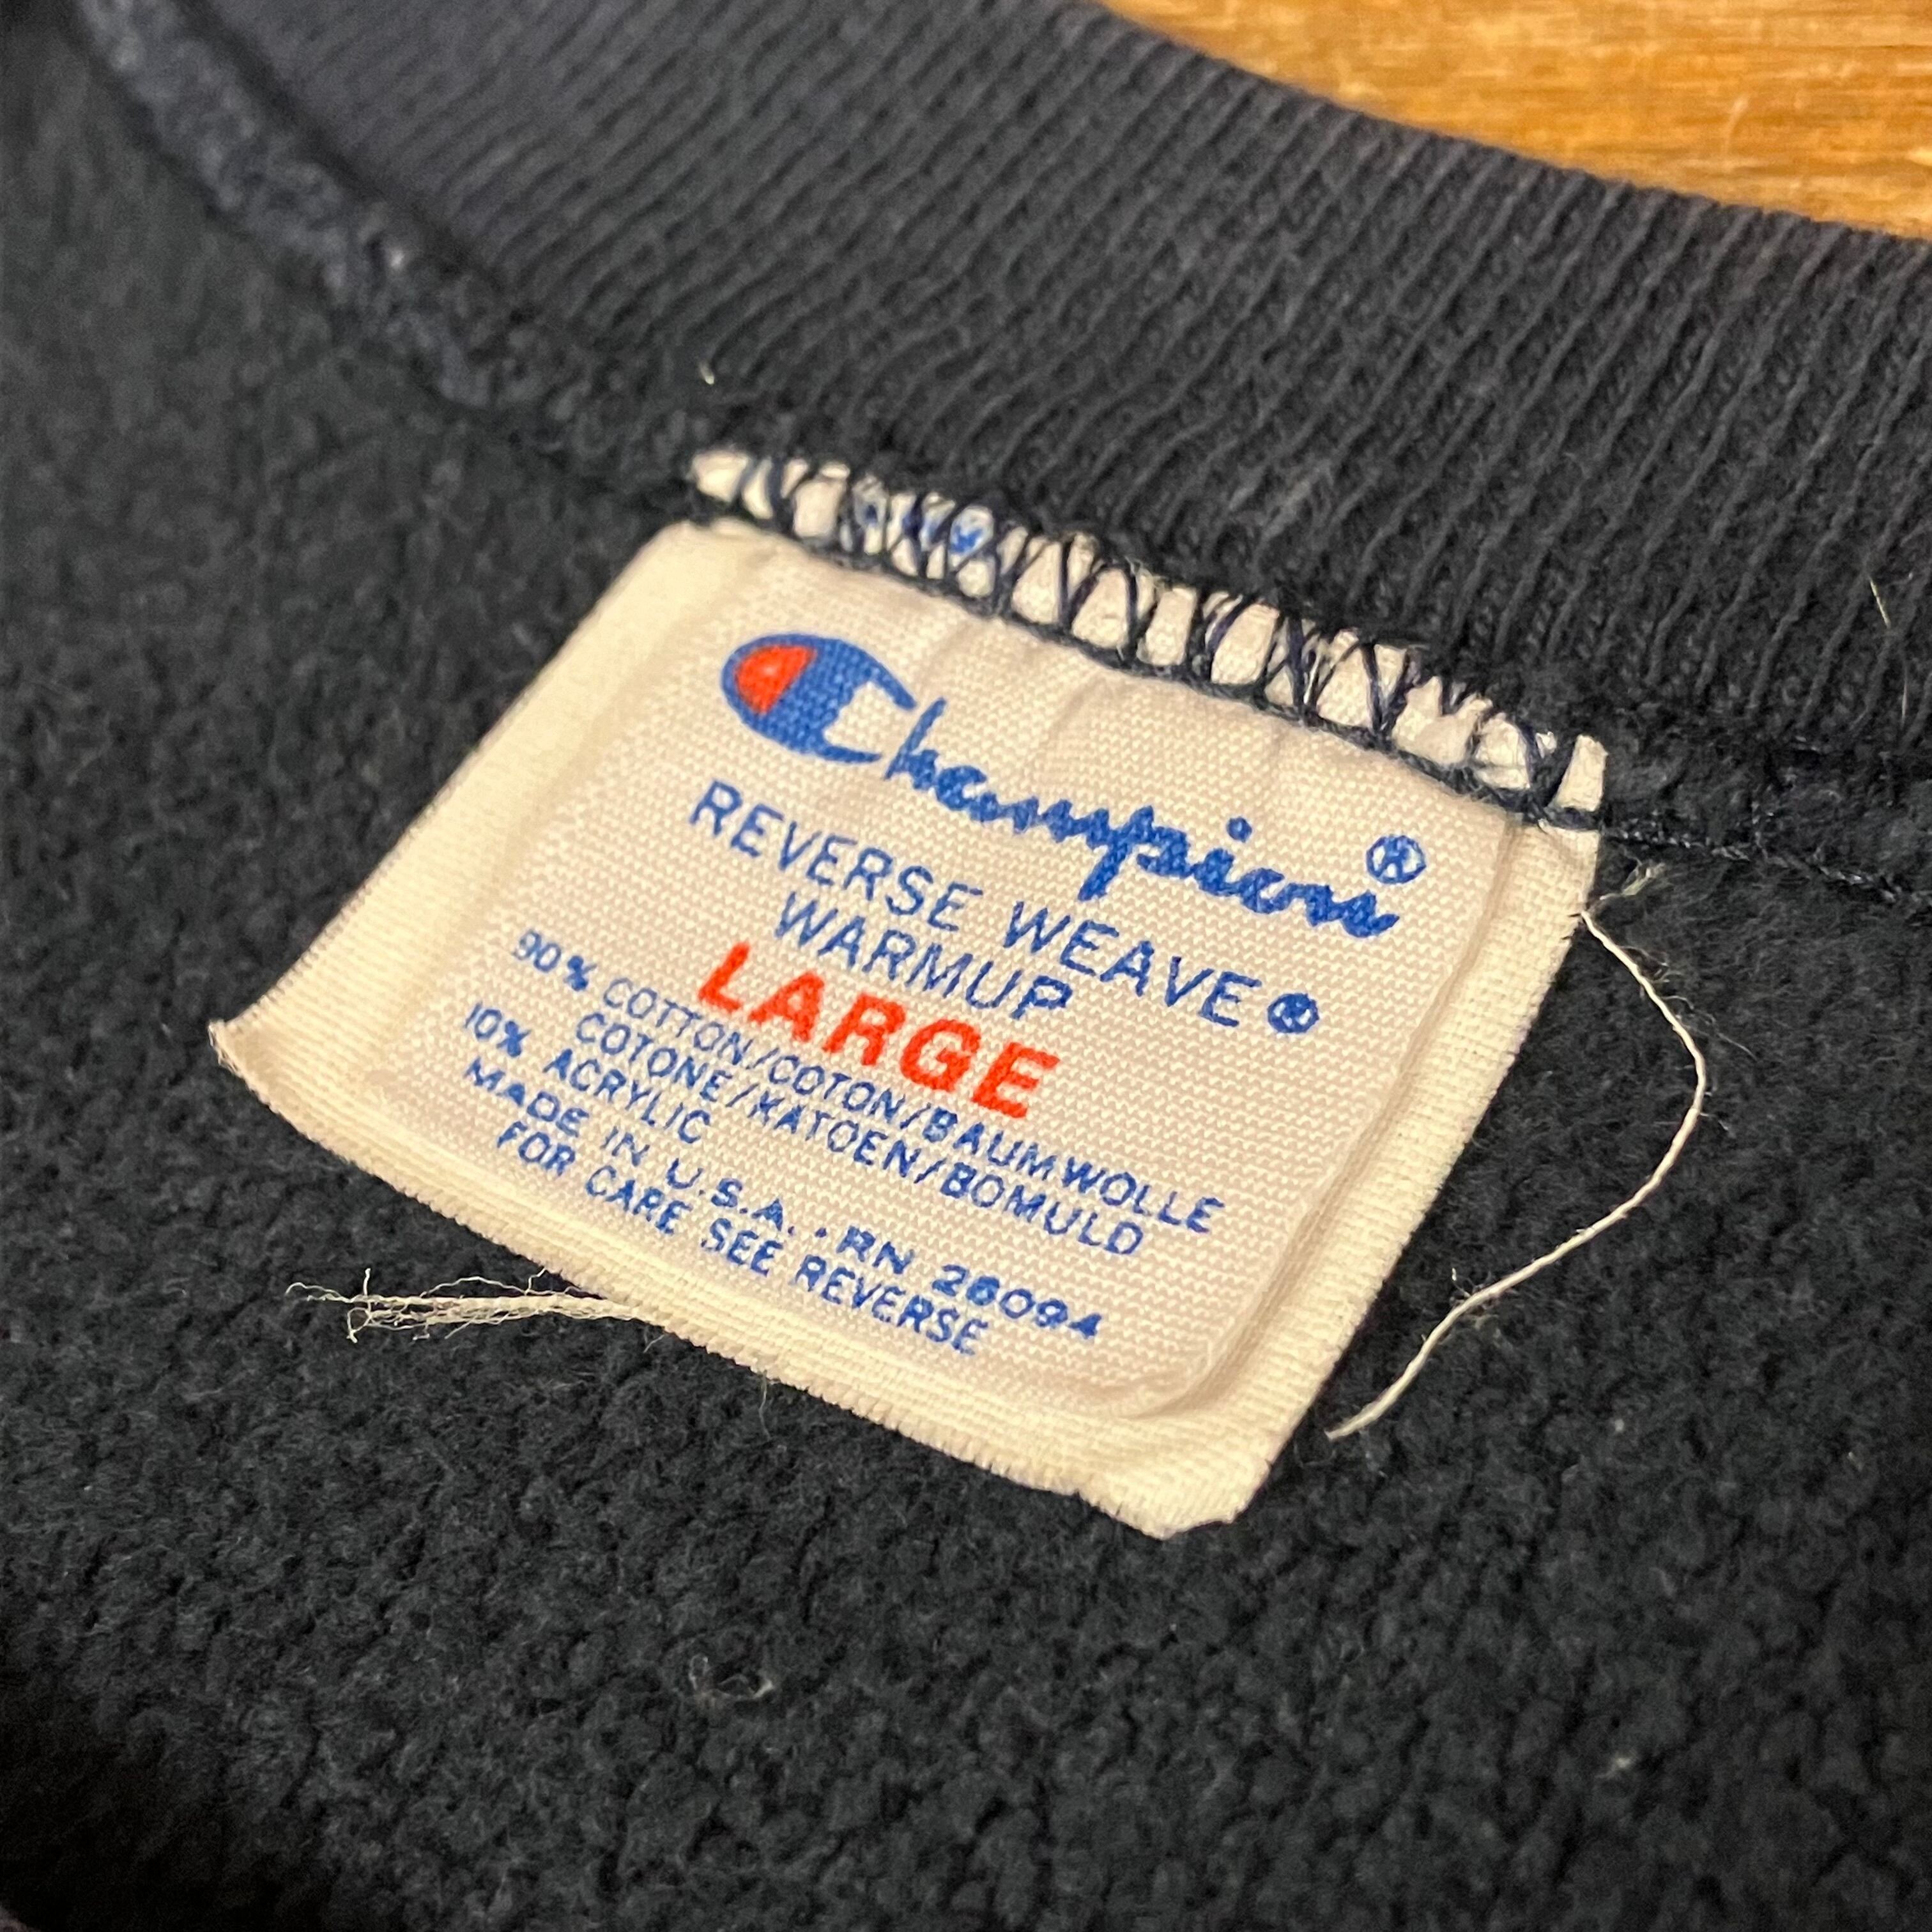 Champion®
REVERSE WEAVE®
WARMUP
LARGE
90% COTTON/COTON/BAUMWOLLE
COTONE/KATOEN/BOMULD
10% ACRYLIC
MADE IN U.S.A. · RN 26094
FOR CARE SEE REVERSE